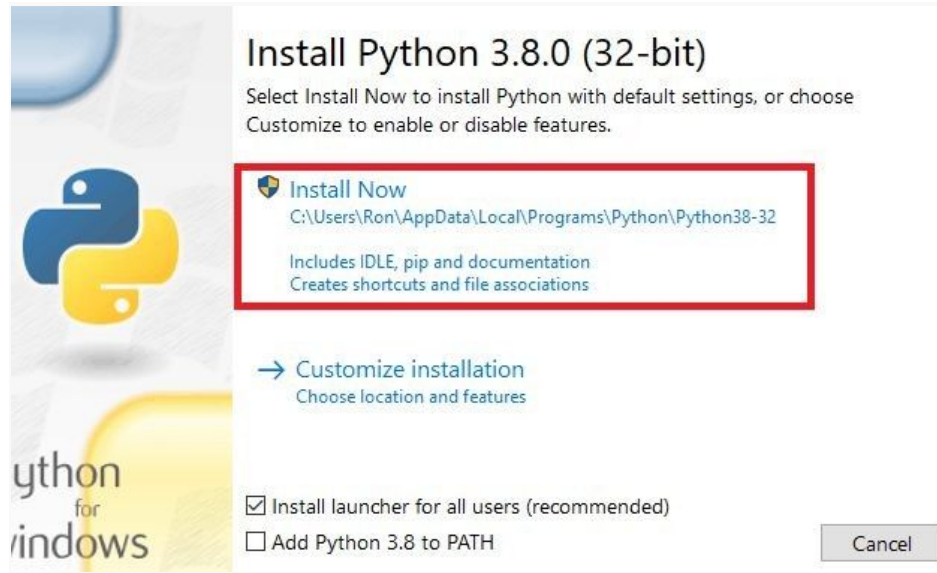 Install Python 3.8.0 (32-bit)
Select Install Now to install Python with default settings, or choose
Customize to enable or disable features.
Install Now
C:\Users\Ron\AppData\Local\Programs\Python\Python38-32
Includes IDLE, pip and documentation
Creates shortcuts and file associations
Customize installation
Choose location and features
ython
for
indows
Install launcher for all users (recommended)
Add Python 3.8 to PATH
Cancel